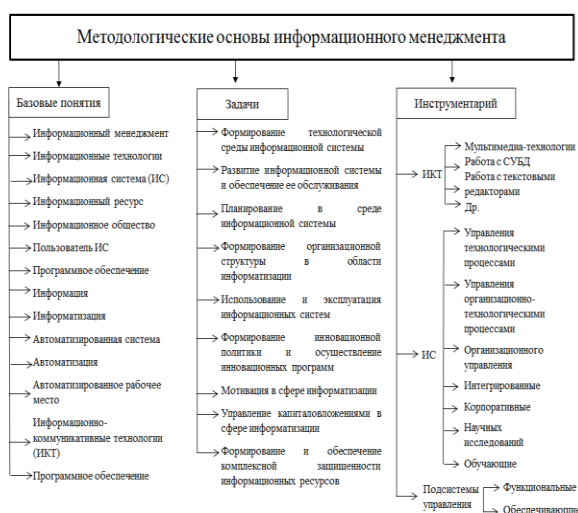 Методологические основы информационного менеджмента
Базовые понятия
Информационный менеджмент
Информационные технологии
Информационная система (ИС)
Информационный ресурс
Информационное общество
Пользователь ИС
Программное обеспечение
Информация
Информатизация
Автоматизированная система
Автоматизация
Автоматизированное рабочее
место
Информационно-
коммуникативные технологии
(ИКТ)
Программное обеспечение
Задачи
Формирование технологической
среды информационной системы
Развитие информационной системы
и обеспечение ее обслуживания
Планирование в среде
информационной системы
Формирование организационной
структуры в области
информатизации
Использование и эксплуатация
информационных систем
Формирование инновационной
политики и осуществление
инновационных программ
Мотивация в сфере информатизации
Управление капиталовложениями в
сфере информатизации
Формирование и обеспечение
комплексной защищенности
информационных ресурсов
Инструментарий
ИКТ
Мультимедиа-технологии
Работа с СУБД
Работа с текстовыми
редакторами
Др.
ИС
Управления
технологическими
процессами
Управления
организационно-
технологическими
процессами
Организационного
управления
Интегрированные
Корпоративные
Научных
исследований
Обучающие
Подсистемы
управления
Функциональные
Обеспечивающие